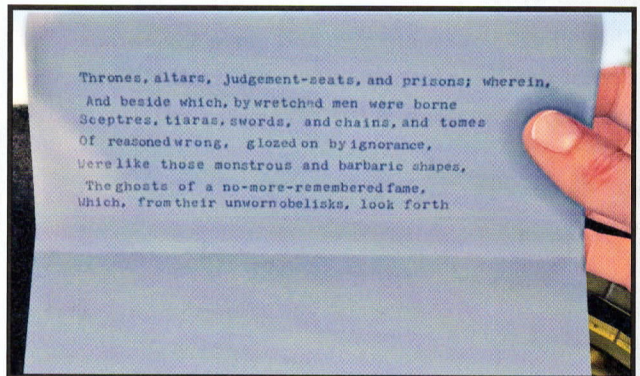 Thrones, altars, judgement-seats, and prisons; wherein,
And beside which, by wretched men were borne
Sceptres, tiaras, swords, and chains, and tomes
Of reasoned wrong, glozed on by ignorance,
Were like those monstrous and barbaric shapes,
The ghosts of a no-more-remembered fame,
Which, from their unworn obelisks, look forth